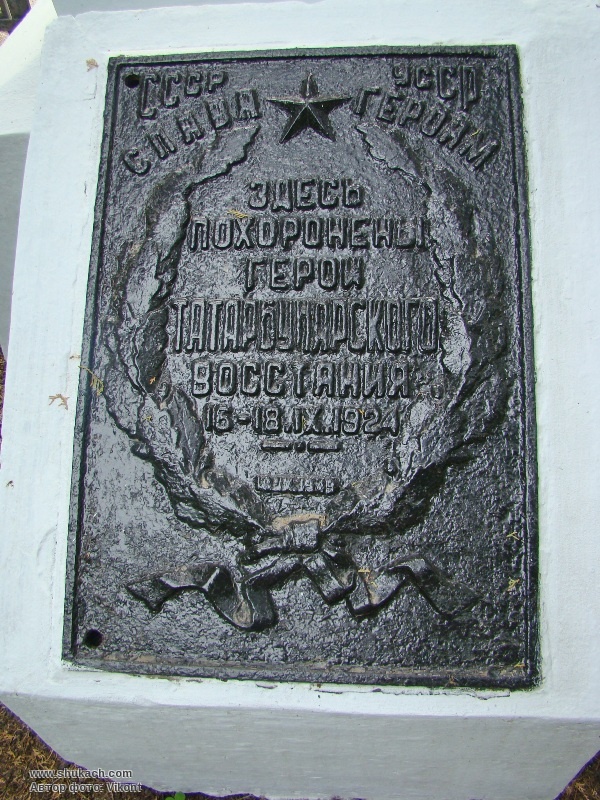 СССР УССР
СЛАВА ГЕРОЯМ
ЗДЕСЬ
ПОХОРОНЕНЫ
ГЕРОИ
ТАТАРБУНАРСКОГО
ВОССТАНИЯ
15-18.IX.1924
www.shukach.com
Автор фото: Vikont